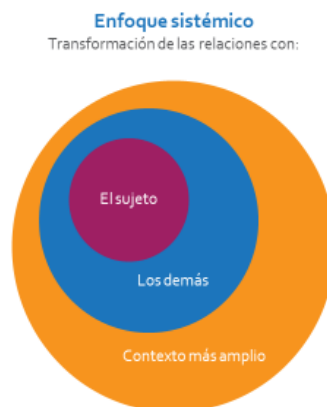 Enfoque sistémico
Transformación de las relaciones con:
El sujeto
Los demás
Contexto más amplio